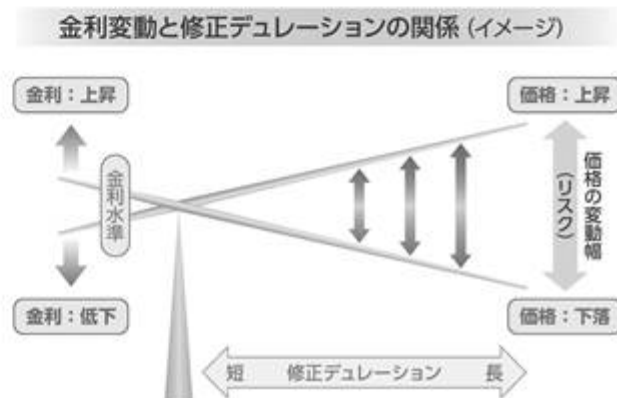 金利変動と修正デュレーションの関係（イメージ）
金利：上昇
価格：上昇
金利水準
価格の変動幅
（リスク）
金利：低下
価格：下落
短 修正デュレーション 長